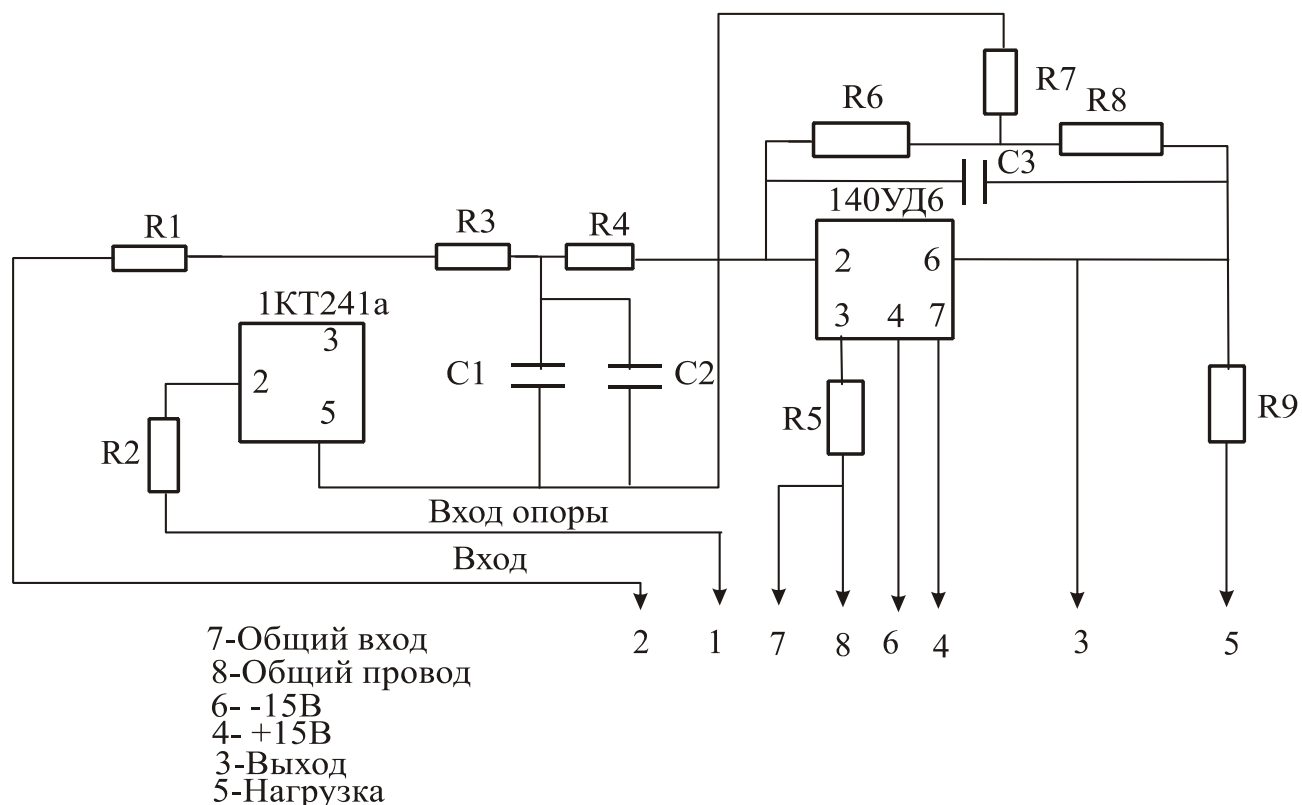 R7
R6
R8
C3
140УД6
R1
R3
R4
2
6
1КТ241а
3
4
7
3
2
C1
C2
5
R5
R9
R2
Вход опоры
Вход
2
1
7
8
6
4
3
5
7-Общий вход
8-Общий провод
6- -15В
4- +15В
3-Выход
5-Нагрузка